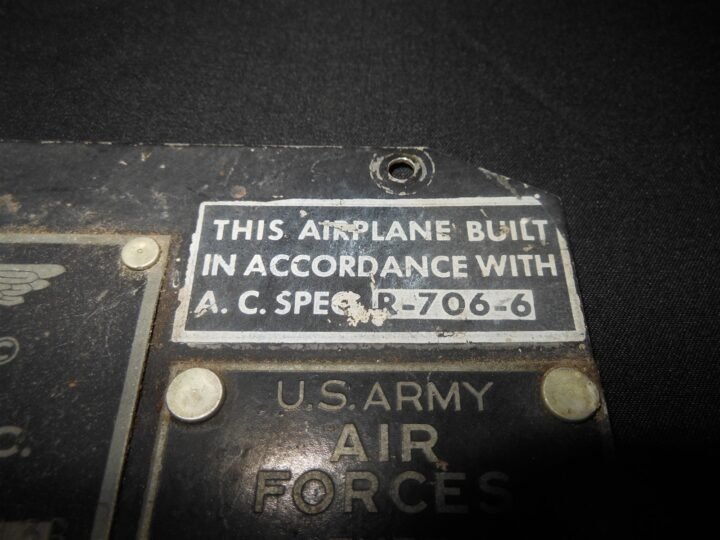 THIS AIRPLANE BUILT
IN ACCORDANCE WITH
A. C. SPEC. R-706-6
C.
U.S. ARMY
AIR
FORCES